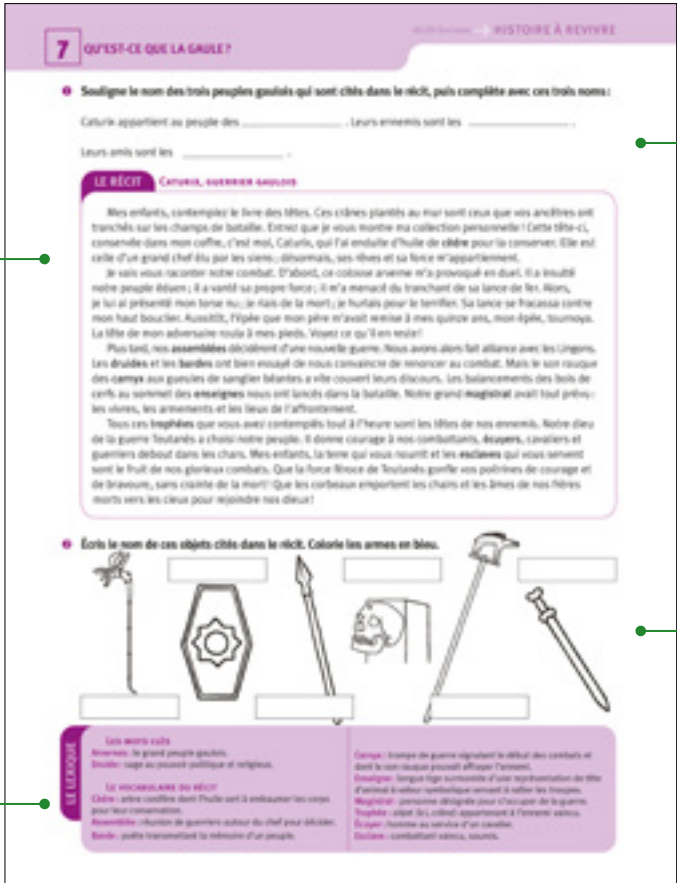 HISTOIRE À REVIVRE
7 QU'EST-CE QUE LA GAULE ?
Souligne le nom des trois peuples gaulois qui sont cités dans le récit, puis complète avec ces trois noms :
Caturix appartient au peuple des . Leurs ennemis sont les .
Leurs amis sont les .
LE RÉCIT CATURIX, GUERRIER GAULOIS
Mes enfants, contemplez le livre des têtes. Ces crânes plantés au mur sont ceux que vos ancêtres ont
tranchés sur les champs de bataille. Entrez que je vous montre ma collection personnelle ! Cette tête-ci,
conservée dans mon coffre, c'est moi, Caturix, qui l'ai enduite d'huile de cèdre pour la conserver. Elle est
celle d'un grand chef élu par les siens ; désormais, ses rêves et sa force m'appartiennent.
Je vais vous raconter notre combat. D'abord, ce colosse arverne m'a provoqué en duel. Il a insulté
notre peuple éduen ; il a vanté sa propre force ; il m'a menacé du tranchant de sa lance de fer. Alors,
je lui ai présenté mon torse nu ; je riais de la mort ; je hurlais pour le terrifier. Sa lance se fracassa contre
mon haut bouclier. Aussitôt, l'épée que mon père m'avait remise à mes quinze ans, mon épée, tournoya.
La tête de mon adversaire roula à mes pieds. Voyez ce qu'il en reste !
Plus tard, nos assemblées décidèrent d'une nouvelle guerre. Nous avons alors fait alliance avec les Lingons.
Les druides et les bardes ont bien essayé de nous convaincre de renoncer au combat. Mais le son rauque
des carnyx aux gueules de sanglier béantes a vite couvert leurs discours. Les balancements des bois de
cerfs au sommet des enseignes nous ont lancés dans la bataille. Notre grand magistrat avait tout prévu :
les vivres, les armements et les lieux de l'affrontement.
Tous ces trophées que vous avez contemplés tout à l'heure sont les têtes de nos ennemis. Notre dieu
de la guerre Teutanès a choisi notre peuple. Il donne courage à nos combattants, écuyers, cavaliers et
guerriers debout dans les chars. Mes enfants, la terre qui vous nourrit et les esclaves qui vous servent
sont le fruit de nos glorieux combats. Que la force féroce de Teutanès gonfle vos poitrines de courage et
de bravoure, sans crainte de la mort ! Que les corbeaux emportent les chairs et les âmes de nos frères
morts vers les cieux pour rejoindre nos dieux !
Écris le nom de ces objets cités dans le récit. Colorie les armes en bleu.
LE LEXIQUE
LES MOTS CLÉS
Arvernes : le grand peuple gaulois.
Druide : sage au pouvoir politique et religieux.
LE VOCABULAIRE DU RÉCIT
Cèdre : arbre conifère dont l'huile sert à embaumer les corps
pour leur conservation.
Assemblée : réunion de guerriers autour du chef pour décider.
Barde : poète transmettant la mémoire d'un peuple.
Carnyx : trompe de guerre signalant le début des combats et
dont le son rauque pouvait effrayer l'ennemi.
Enseigne : longue tige surmontée d'une représentation de tête
d'animal à valeur symbolique servant à rallier les troupes.
Magistrat : personne désignée pour s'occuper de la guerre.
Trophée : objet (ici, crâne) appartenant à l'ennemi vaincu.
Écuyer : homme au service d'un cavalier.
Esclave : combattant vaincu, soumis.